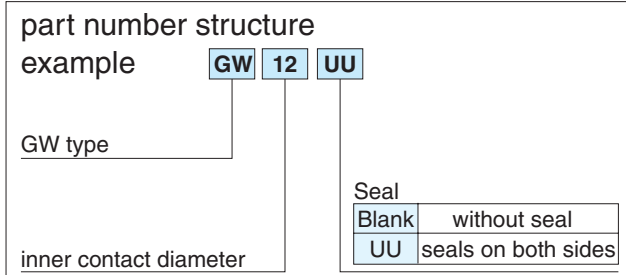 part number structure
example GW 12 UU
GW type
Seal
Blank without seal
UU seals on both sides
inner contact diameter